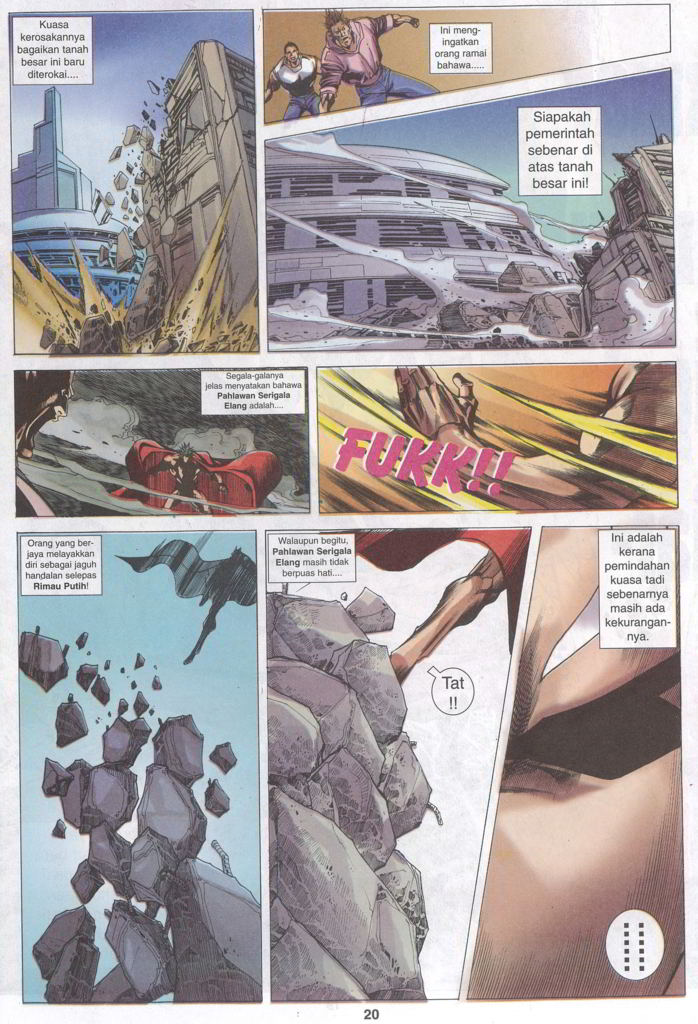 Kuasa
kerosakannya
bagaikan tanah
besar ini baru
diterokai....
Ini meng-
ingatkan
orang ramai
bahawa.....
Siapakah
pemerintah
sebenar di
atas tanah
besar ini!
Segala-galanya
jelas menyatakan bahawa
Pahlawan Serigala
Elang adalah....
FUKK!!
Orang yang ber-
jaya melayakkan
diri sebagai jaguh
handalan selepas
Rimau Putih!
Walaupun begitu,
Pahlawan Serigala
Elang masih tidak
berpuas hati....
Tat
!!
Ini adalah
kerana
pemindahan
kuasa tadi
sebenarnya
masih ada
kekurangan-
nya.
20